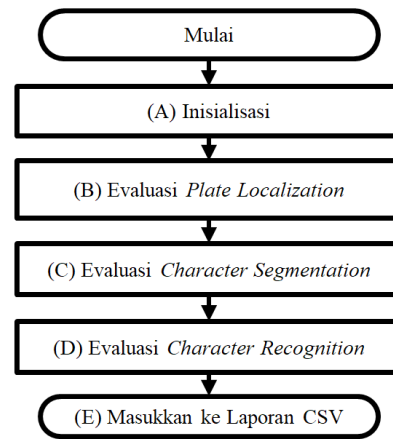 Mulai
(A) Inisialisasi
(B) Evaluasi Plate Localization
(C) Evaluasi Character Segmentation
(D) Evaluasi Character Recognition
(E) Masukkan ke Laporan CSV